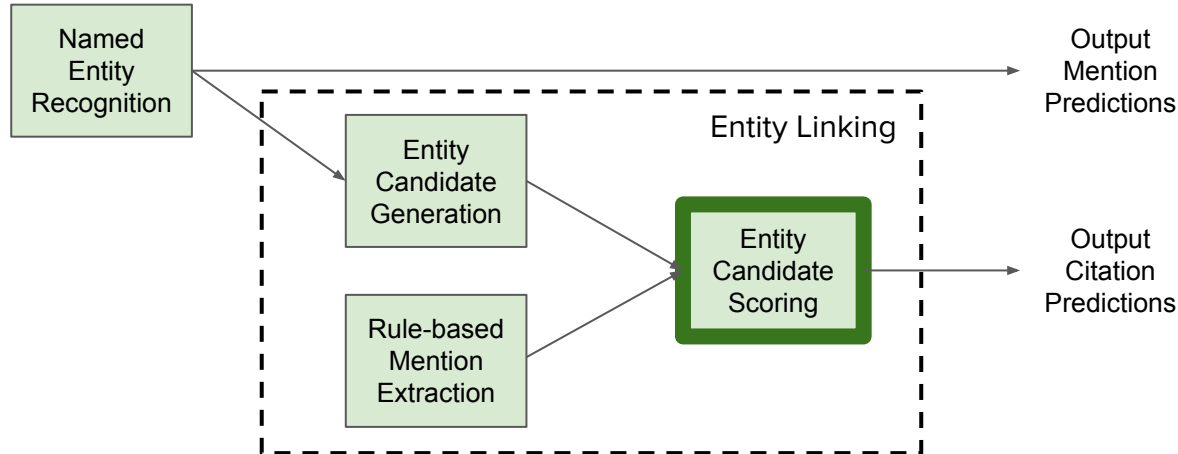 Named
Entity
Recognition
Output
Mention
Predictions
Entity Linking
Entity
Candidate
Generation
Entity
Candidate
Scoring
Output
Citation
Predictions
Rule-based
Mention
Extraction